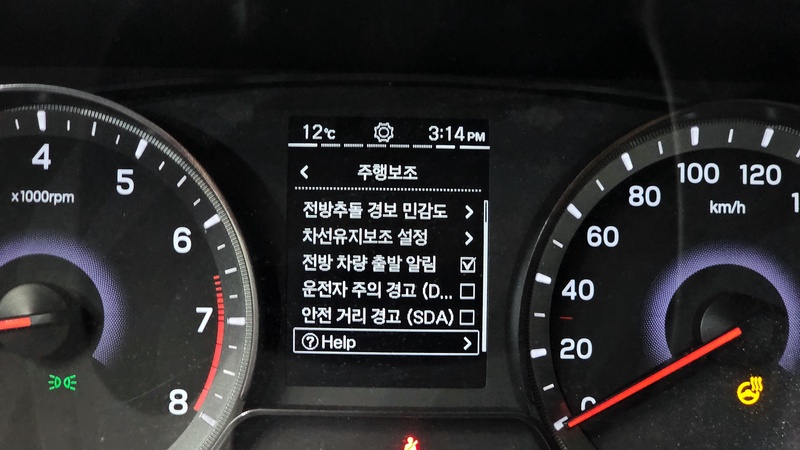 12℃ 3:14 PM
주행보조
전방추돌 경보 민감도
차선유지보조 설정
전방 차량 출발 알림
운전자 주의 경고 (D...
안전 거리 경고 (SDA)
? Help
4
5
6
7
8
x1000rpm
0
20
40
60
80
100
120
km/h